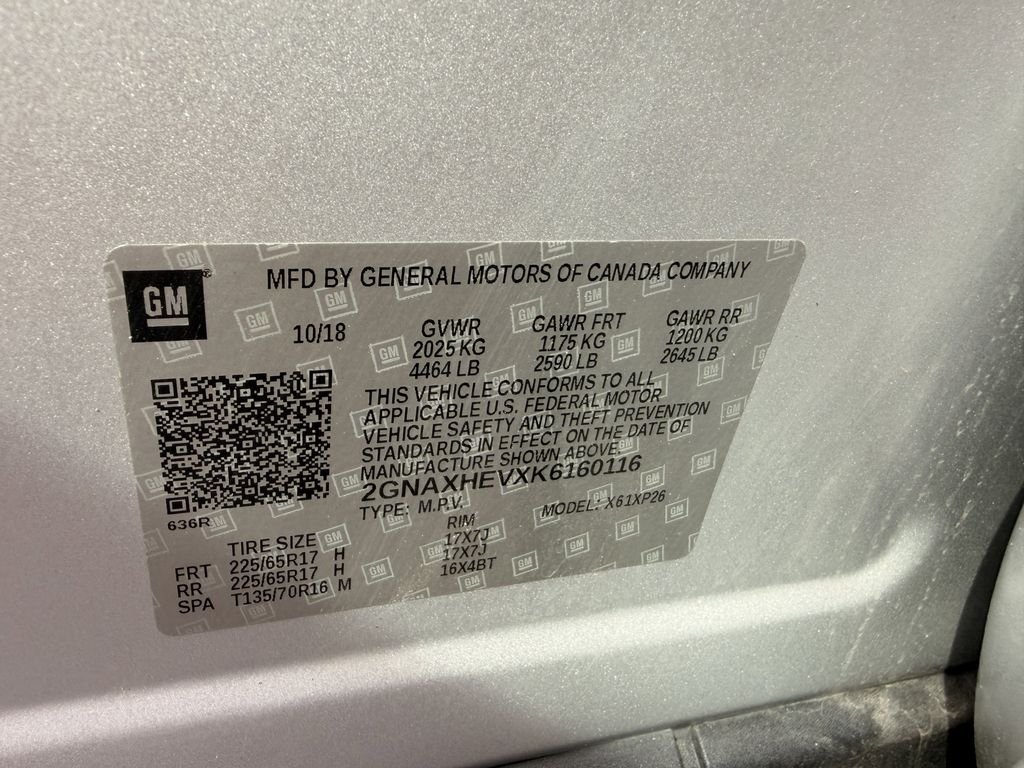 GM
MFD BY GENERAL MOTORS OF CANADA COMPANY
10/18 GVWR GAWR FRT GAWR RR
2025 KG 1175 KG 1200 KG
4464 LB 2590 LB 2645 LB
THIS VEHICLE CONFORMS TO ALL
APPLICABLE U.S. FEDERAL MOTOR
VEHICLE SAFETY AND THEFT PREVENTION
STANDARDS IN EFFECT ON THE DATE OF
MANUFACTURE SHOWN ABOVE.
2GNAXHEVXK6160116
TYPE: M.P.V. MODEL: X61XP26
636R
TIRE SIZE RIM
FRT 225/65R17 H 17X7J
RR 225/65R17 H 17X7J
SPA T135/70R16 M 16X4BT